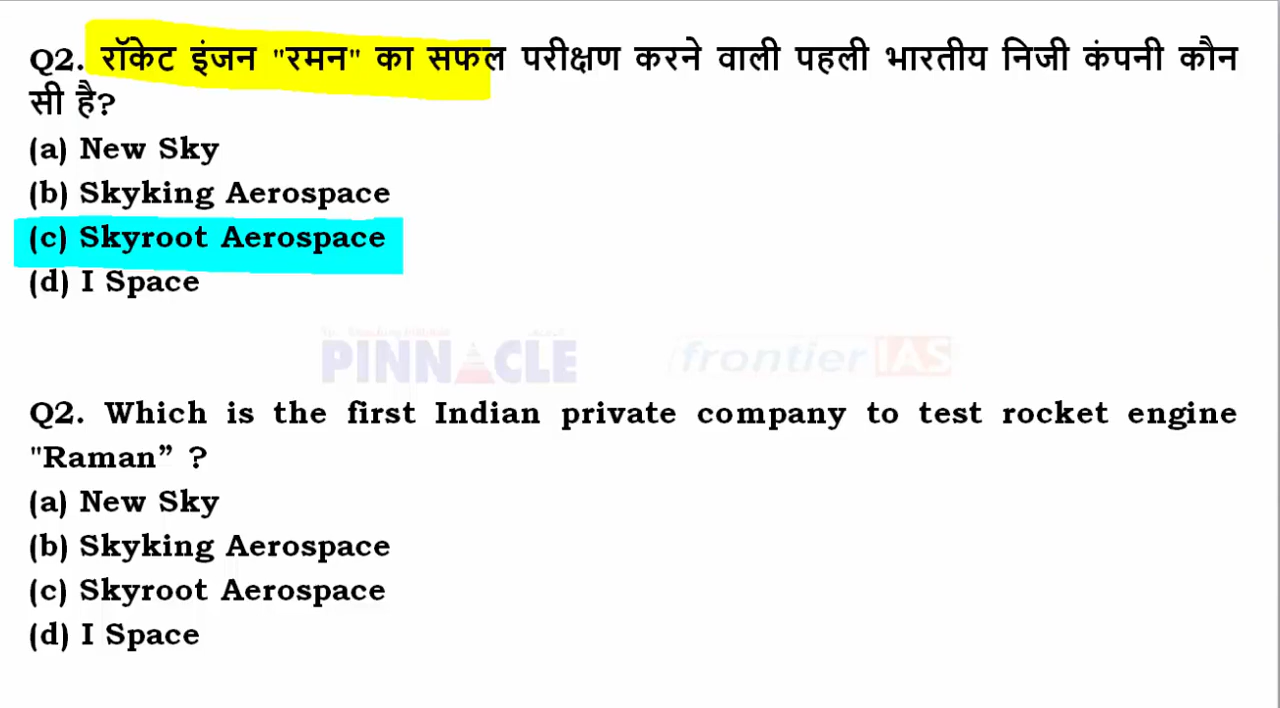 Q2. रॉकेट इंजन "रमन" का सफल परीक्षण करने वाली पहली भारतीय निजी कंपनी कौन
सी है?
(a) New Sky
(b) Skyking Aerospace
(c) Skyroot Aerospace
(d) I Space
PINNACLE frontier IAS
Q2. Which is the first Indian private company to test rocket engine
"Raman” ?
(a) New Sky
(b) Skyking Aerospace
(c) Skyroot Aerospace
(d) I Space